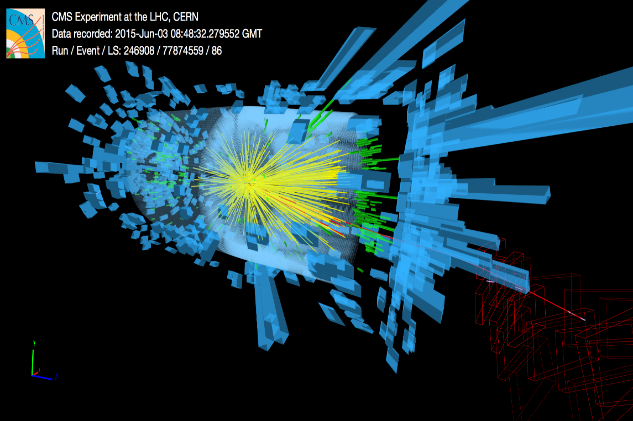 CMS
CMS Experiment at the LHC, CERN
Data recorded: 2015-Jun-03 08:48:32.279552 GMT
Run / Event / LS: 246908 / 77874559 / 86